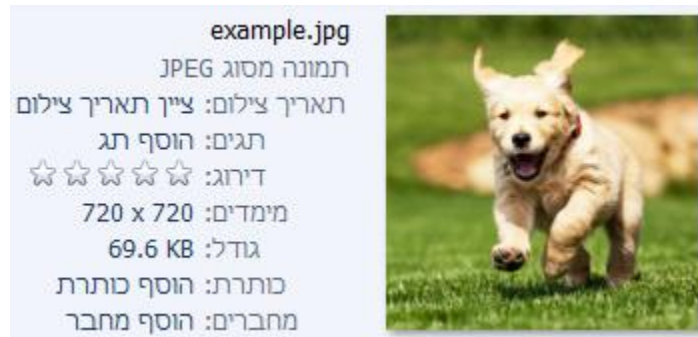 example.jpg
תמונה מסוג JPEG
תאריך צילום: ציין תאריך צילום
תגים: הוסף תג
דירוג:
מימדים: 720 x 720
גודל: 69.6 KB
כותרת: הוסף כותרת
מחברים: הוסף מחבר